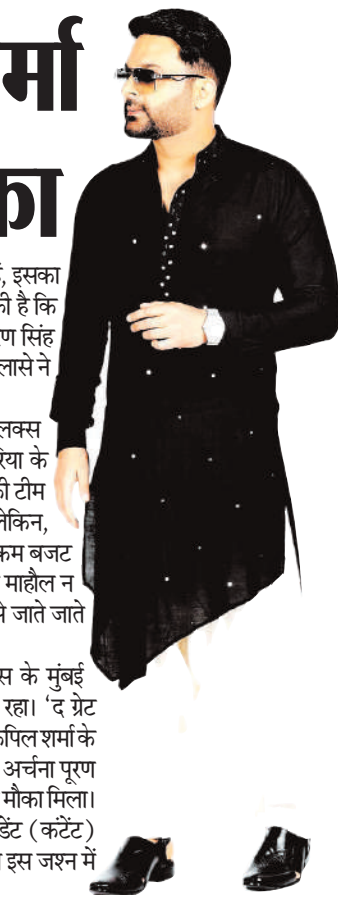 र्मा
का
, इसका
की है कि
ण सिंह
लासे ने
लक्स
रिया के
की टीम
लेकिन,
कम बजट
माहौल न
से जाते जाते
स के मुंबई
रहा। ‘द ग्रेट
कपिल शर्मा के
अर्चना पूरण
मौका मिला।
डेंट (कंटेंट)
इस जश्न में